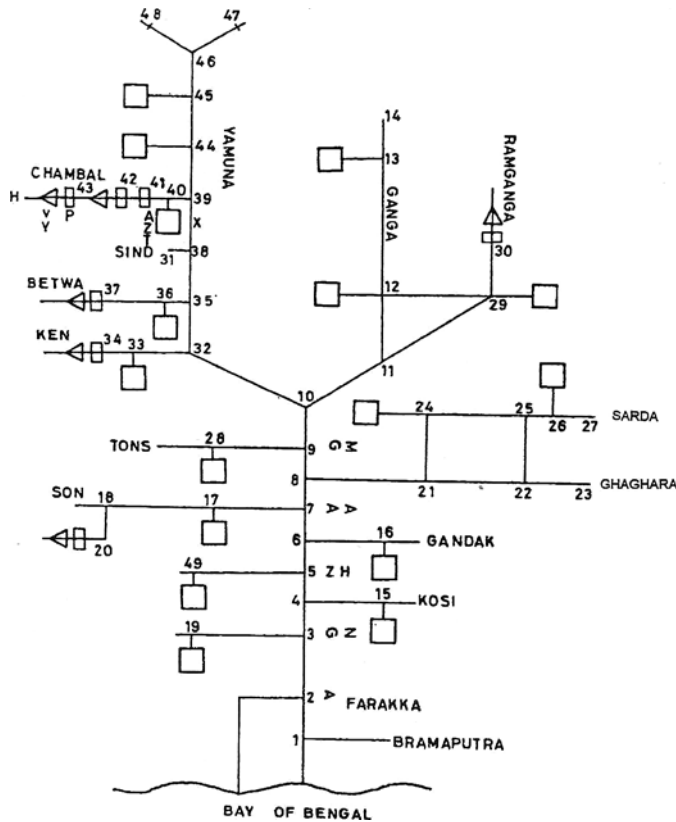 48 47
46
45
YAMUNA
44
14
13
GANGA
RAMGANGA
CHAMBAL
H 43 42 41 40 39
V P A X
Y Z
SIND 31 38
30
BETWA 37 36 35
12 29
KEN 34 33 32
11
10
24 25 26 27 SARDA
TONS 28 9 M G
8 21 22 23 GHAGHARA
SON 18 17 7 A A
20
6 16 GANDAK
49 5 Z H
4 15 KOSI
19 3 N G
2 A FARAKKA
1 BRAMAPUTRA
BAY OF BENGAL